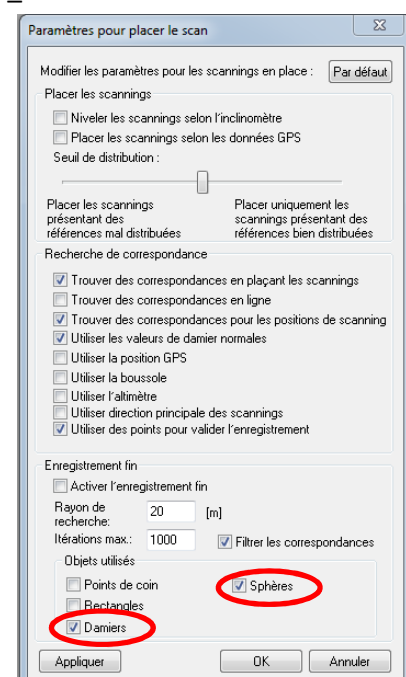 Paramètres pour placer le scan
Modifier les paramètres pour les scannings en place : Par défaut
Placer les scannings
Niveler les scannings selon l'inclinomètre
Placer les scannings selon les données GPS
Seuil de distribution :
Placer les scannings Placer uniquement les
présentant des scannings présentant des
références mal distribuées références bien distribuées
Recherche de correspondance
Trouver des correspondances en plaçant les scannings
Trouver des correspondances en ligne
Trouver des correspondances pour les positions de scanning
Utiliser les valeurs de damier normales
Utiliser la position GPS
Utiliser la boussole
Utiliser l'altimètre
Utiliser direction principale des scannings
Utiliser des points pour valider l'enregistrement
Enregistrement fin
Activer l'enregistrement fin
Rayon de
recherche: 20 [m]
Itérations max.: 1000 Filtrer les correspondances
Objets utilisés
Points de coin Sphères
Rectangles
Damiers
Appliquer OK Annuler